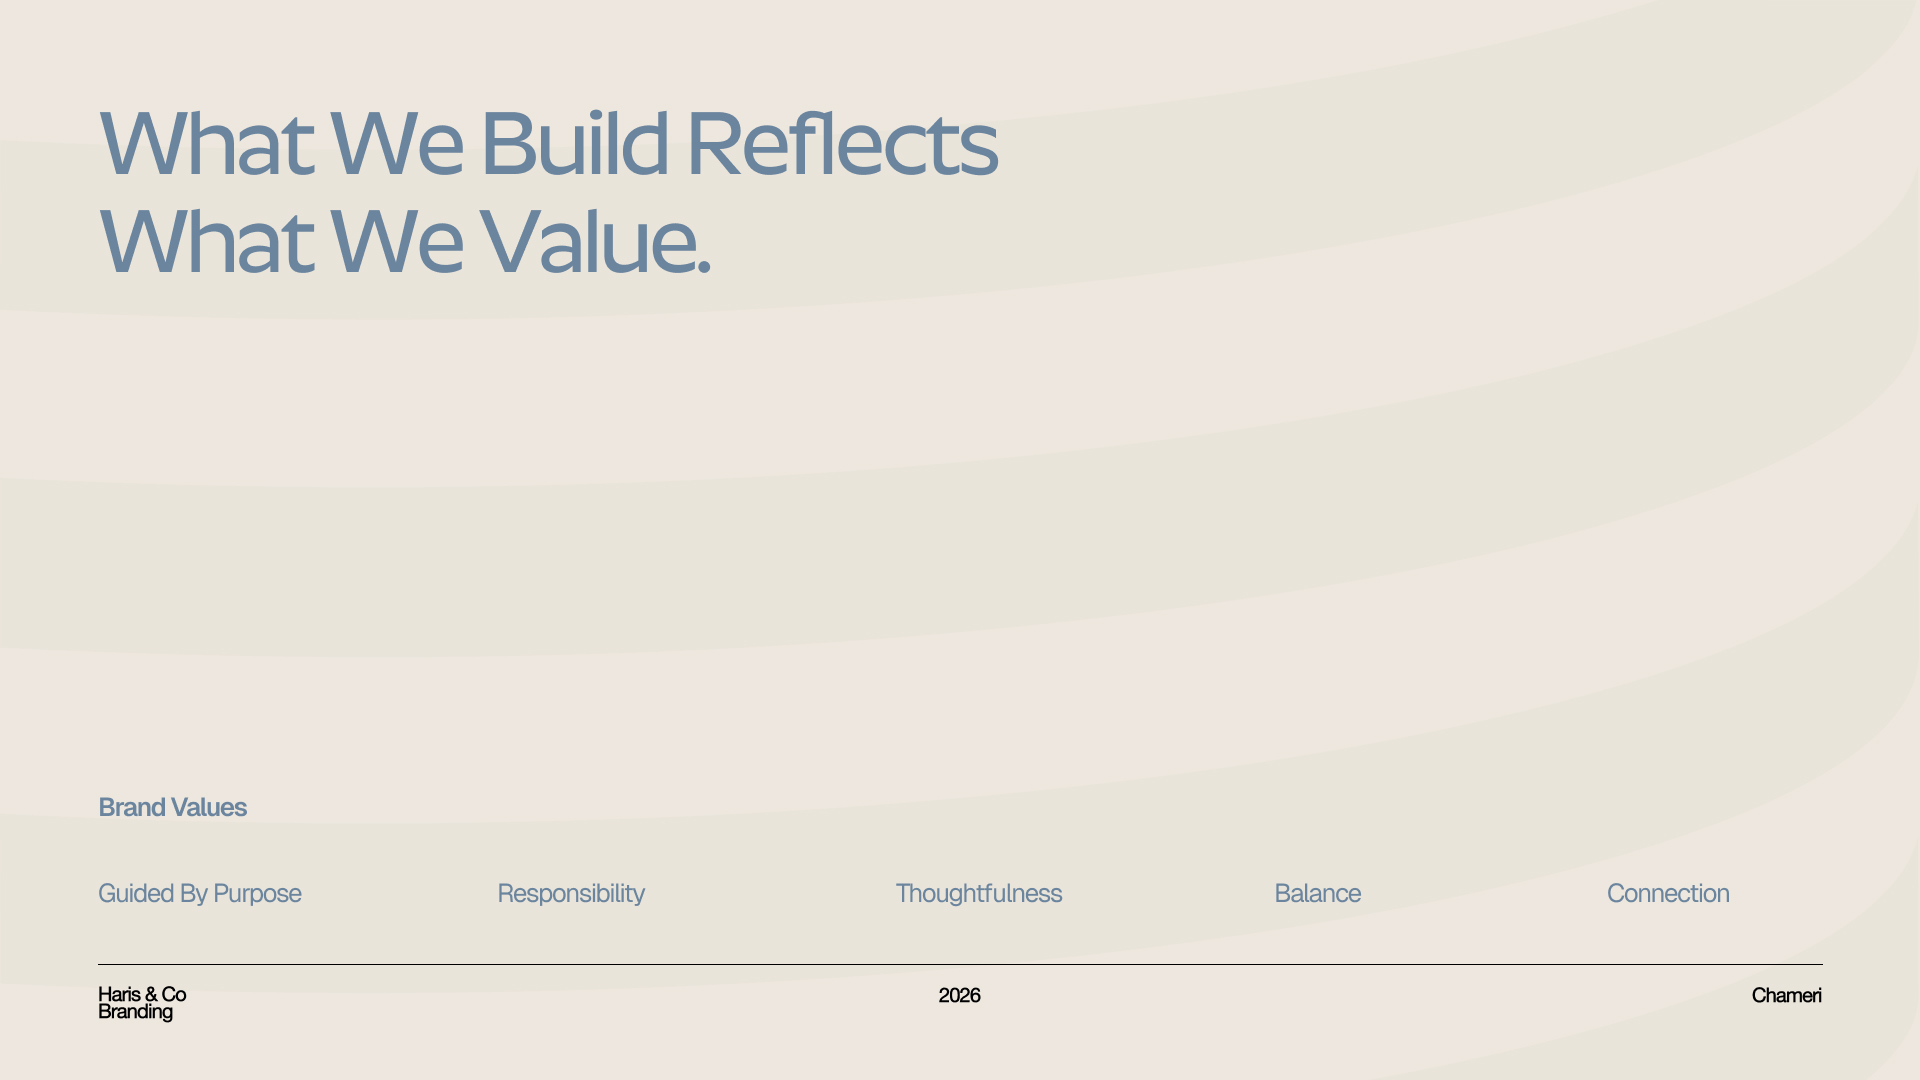 What We Build Reflects
What We Value.
Brand Values
Guided By Purpose
Responsibility
Thoughtfulness
Balance
Connection
Haris & Co
Branding
2026
Chameri